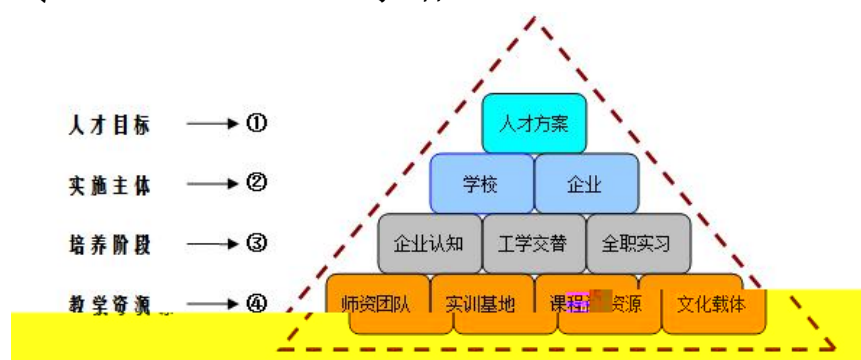 人才目标 → ① 人才方案
实施主体 → ② 学校 企业
培养阶段 → ③ 企业认知 工学交替 全职实习
教学资源 → ④ 师资团队 实训基地 课程 资源 文化载体